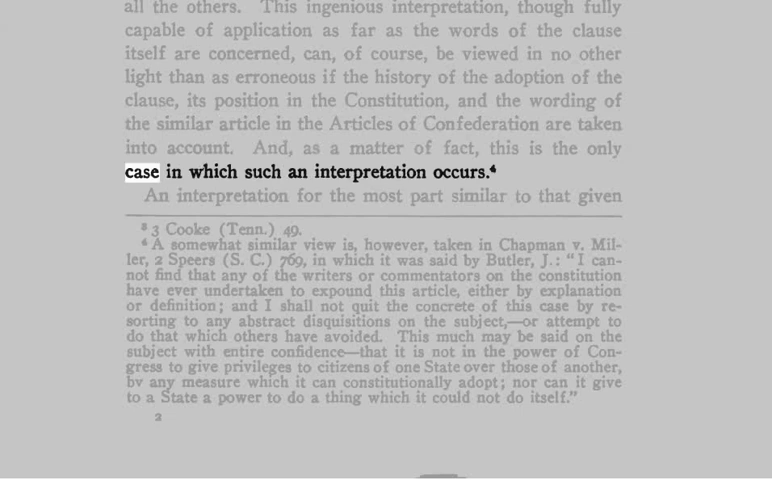 all the others. This ingenious interpretation, though fully
capable of application as far as the words of the clause
itself are concerned, can, of course, be viewed in no other
light than as erroneous if the history of the adoption of the
clause, its position in the Constitution, and the wording of
the similar article in the Articles of Confederation are taken
into account. And, as a matter of fact, this is the only
case in which such an interpretation occurs.⁴
An interpretation for the most part similar to that given
³ 3 Cooke (Tenn.) 49.
⁴ A somewhat similar view is, however, taken in Chapman v. Mil-
ler, 2 Speers (S. C.) 769, in which it was said by Butler, J.: “I can-
not find that any of the writers or commentators on the constitution
have ever undertaken to expound this article, either by explanation
or definition; and I shall not quit the concrete of this case by re-
sorting to any abstract disquisitions on the subject,—or attempt to
do that which others have avoided. This much may be said on the
subject with entire confidence—that it is not in the power of Con-
gress to give privileges to citizens of one State over those of another,
by any measure which it can constitutionally adopt; nor can it give
to a State a power to do a thing which it could not do itself.”
2